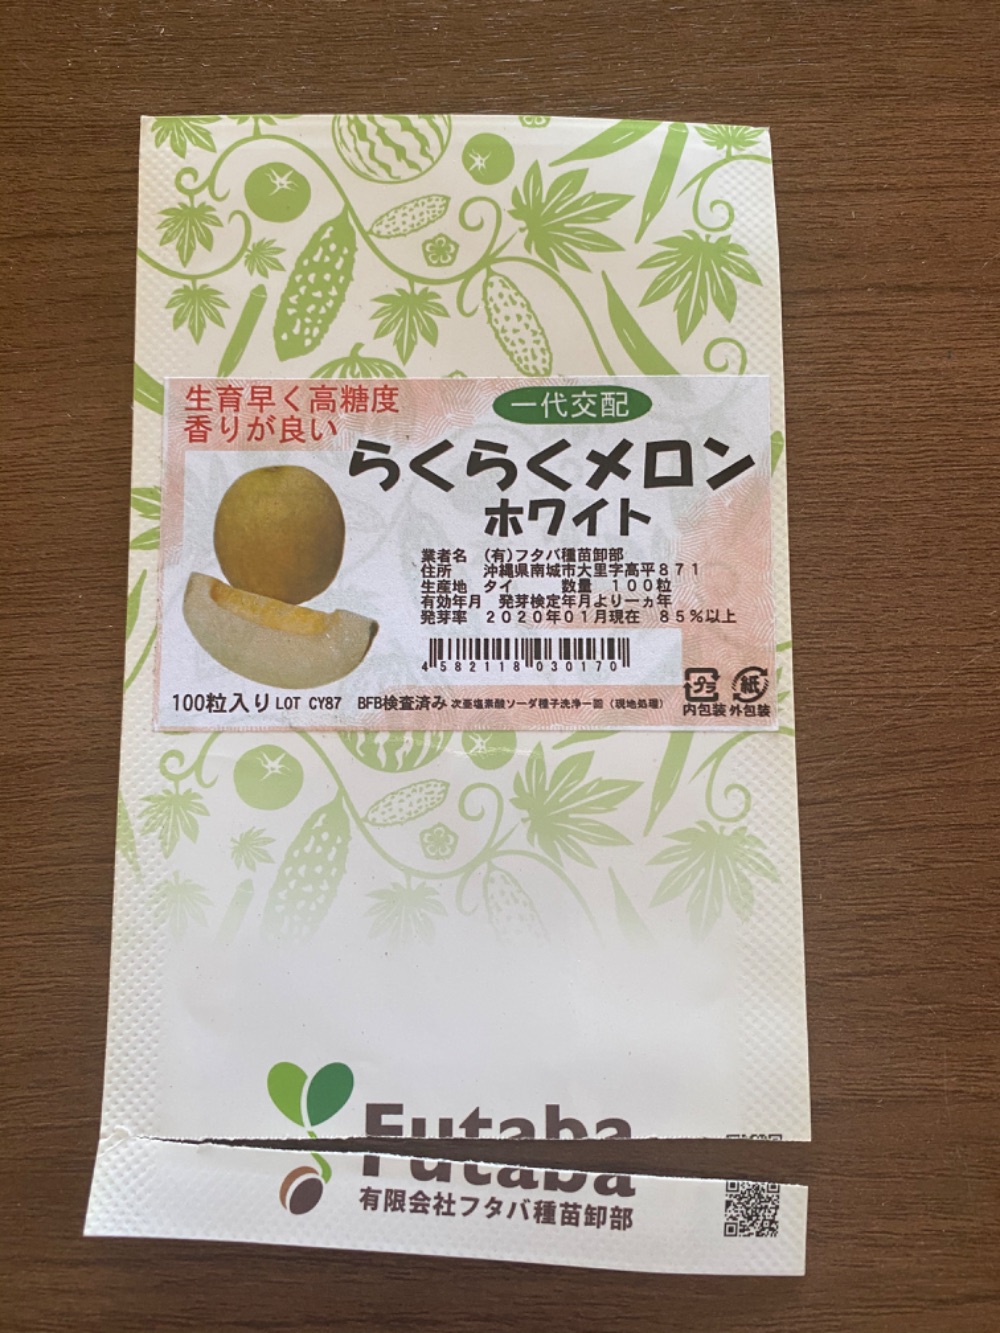 生育早く高糖度
香りが良い
一代交配
らくらくメロン
ホワイト
業者名 (有)フタバ種苗卸部
住所 沖縄県南城市大里字高平871
生産地 タイ 数量 100粒
有効年月 発芽検定年月より一ヵ年
発芽率 2020年01月現在 85%以上
4582118030170
100粒入り LOT CY87 BFB検査済み 次亜塩素酸ソーダ種子洗浄一回(現地処理)
プラ 紙
内包装 外包装
Futaba
有限会社フタバ種苗卸部